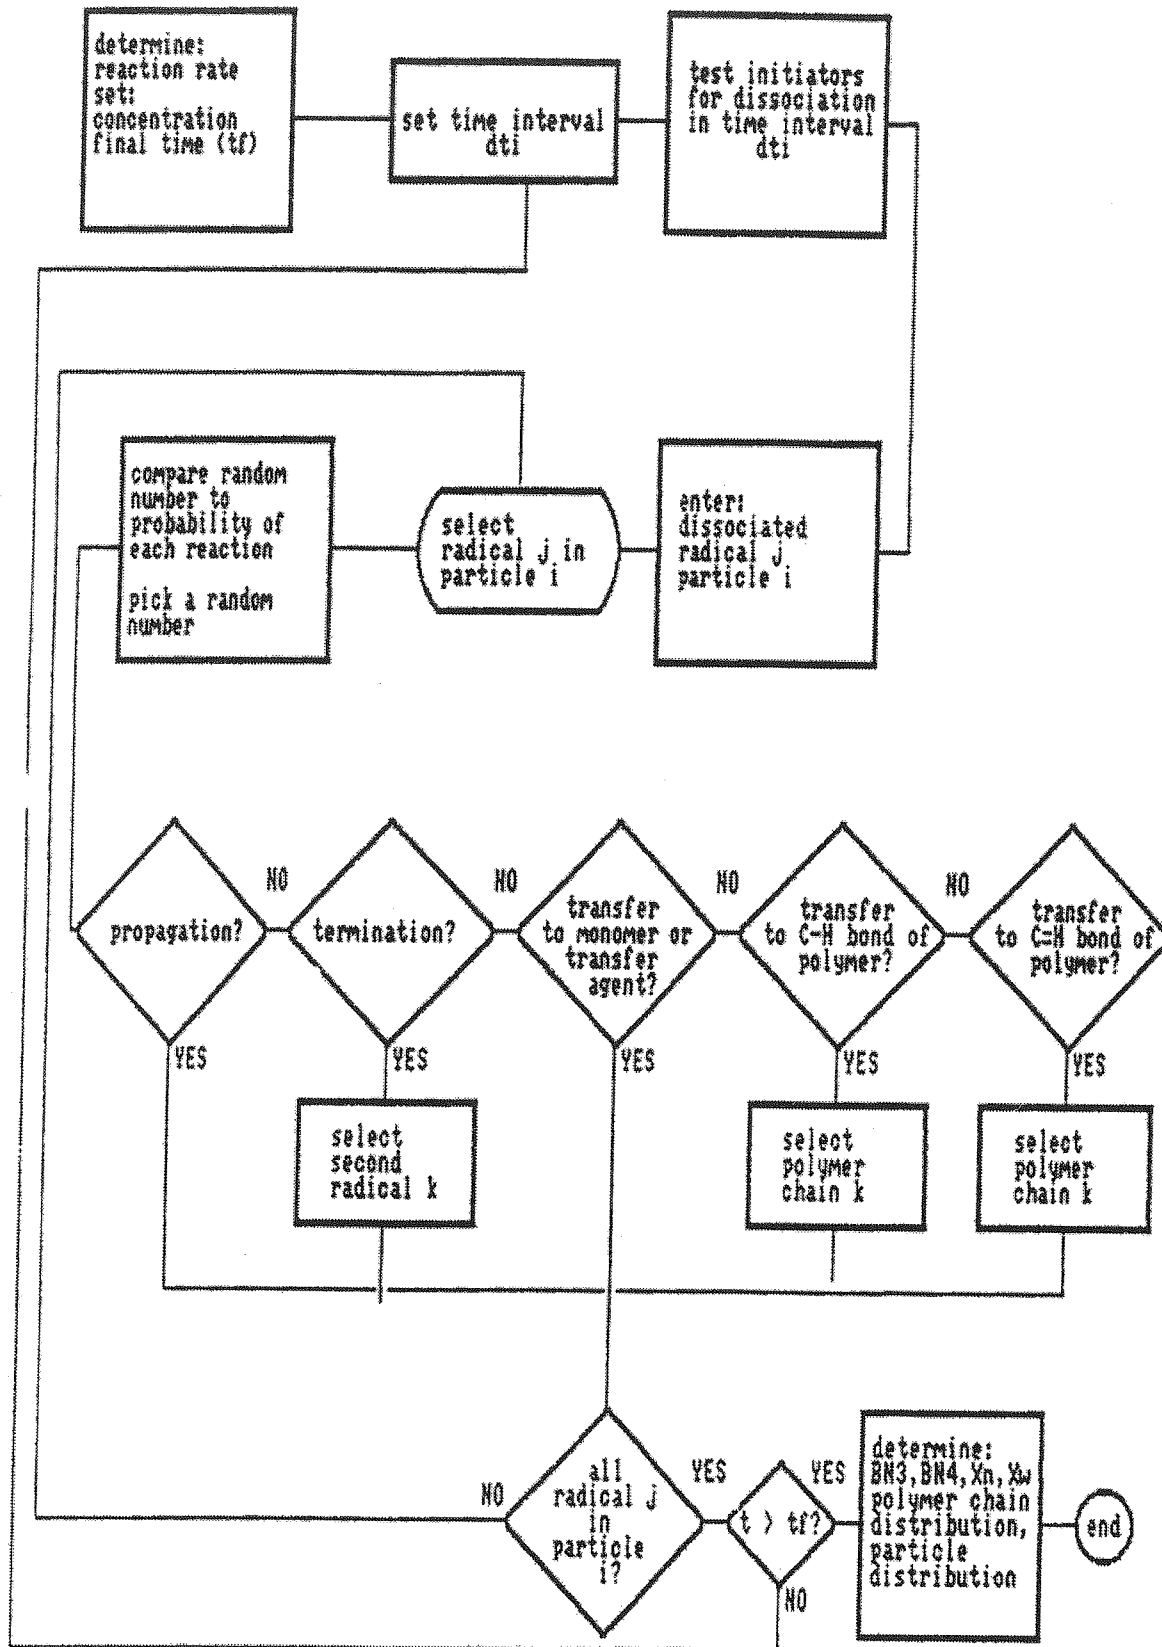 determine:
reaction rate
set:
concentration
final time (tf)
set time interval
dti
test initiators
for dissociation
in time interval
dti
compare random
number to
probability of
each reaction
pick a random
number
select
radical j in
particle i
enter:
dissociated
radical j
particle i
propagation?
NO
termination?
NO
transfer
to monomer or
transfer
agent?
NO
transfer
to C-H bond of
polymer?
NO
transfer
to C=H bond of
polymer?
YES
YES
YES
YES
YES
select
second
radical k
select
polymer
chain k
select
polymer
chain k
NO
all
radical j
in
particle
i?
YES
t > tf?
YES
NO
determine:
BN3,BN4,Xn,Xw
polymer chain
distribution,
particle
distribution
end